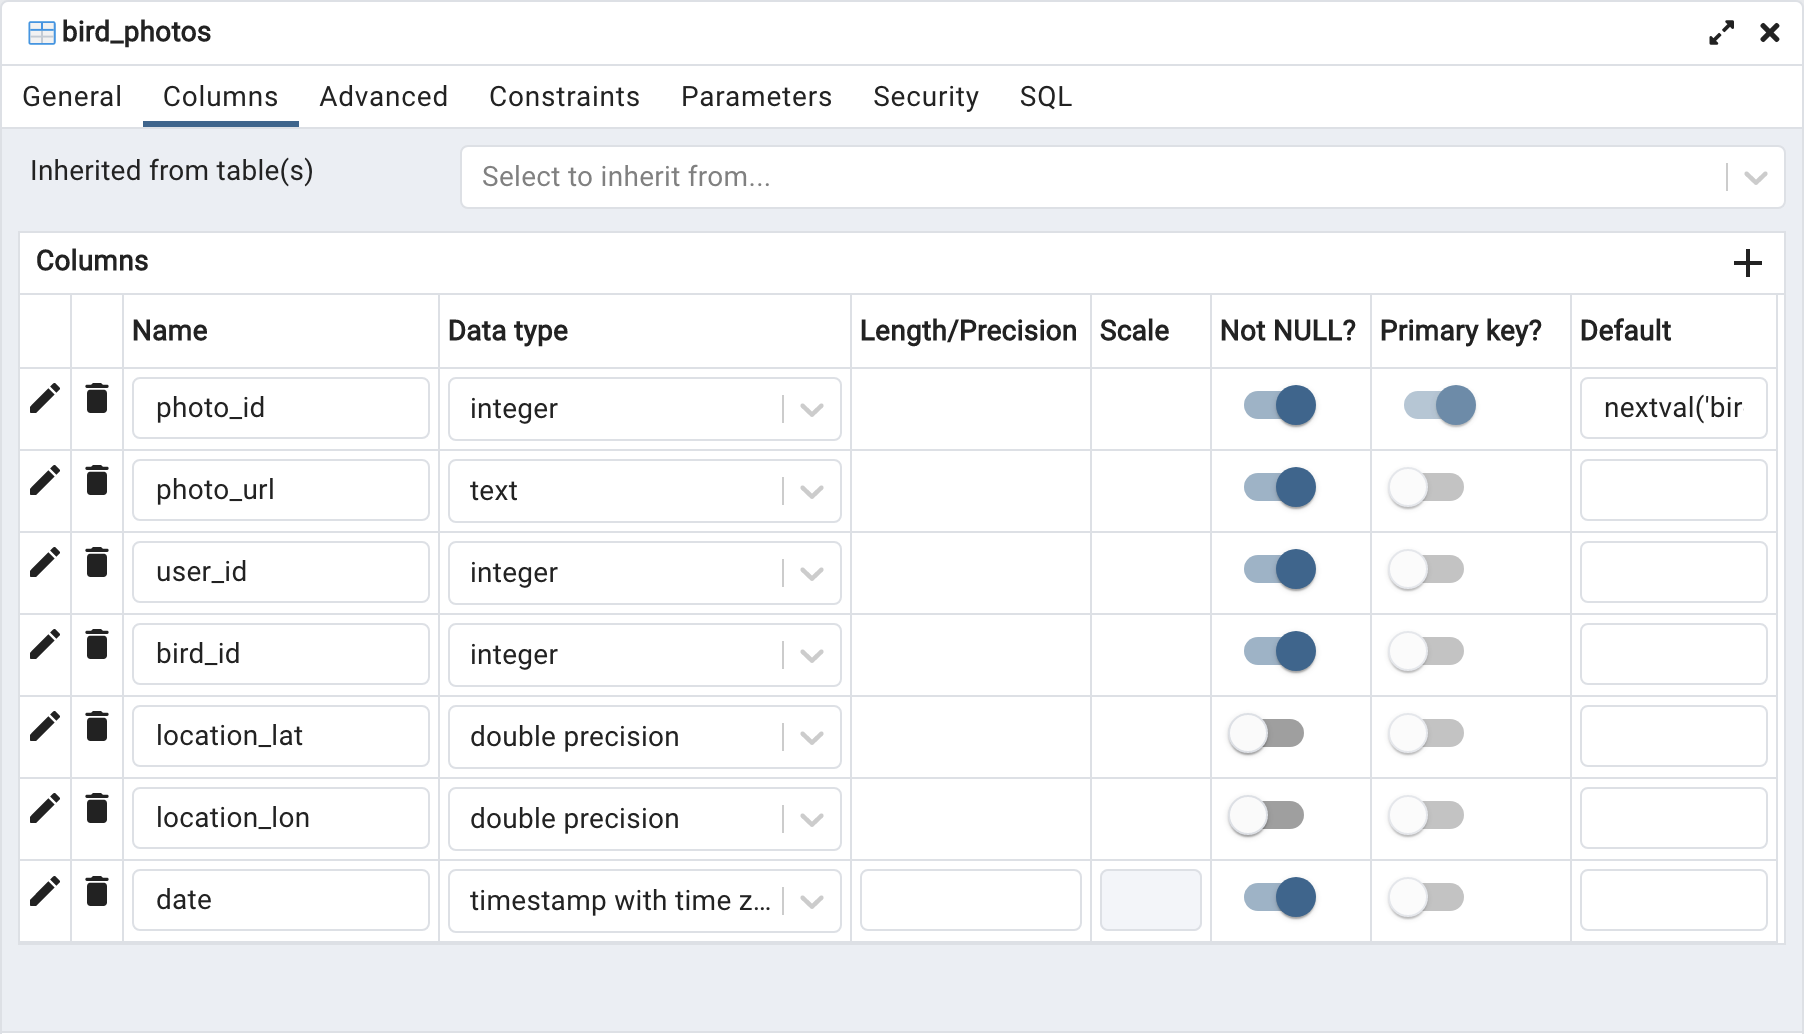 bird_photos
General Columns Advanced Constraints Parameters Security SQL
Inherited from table(s) Select to inherit from...
Columns
Name Data type Length/Precision Scale Not NULL? Primary key? Default
photo_id integer nextval('bir
photo_url text
user_id integer
bird_id integer
location_lat double precision
location_lon double precision
date timestamp with time z...